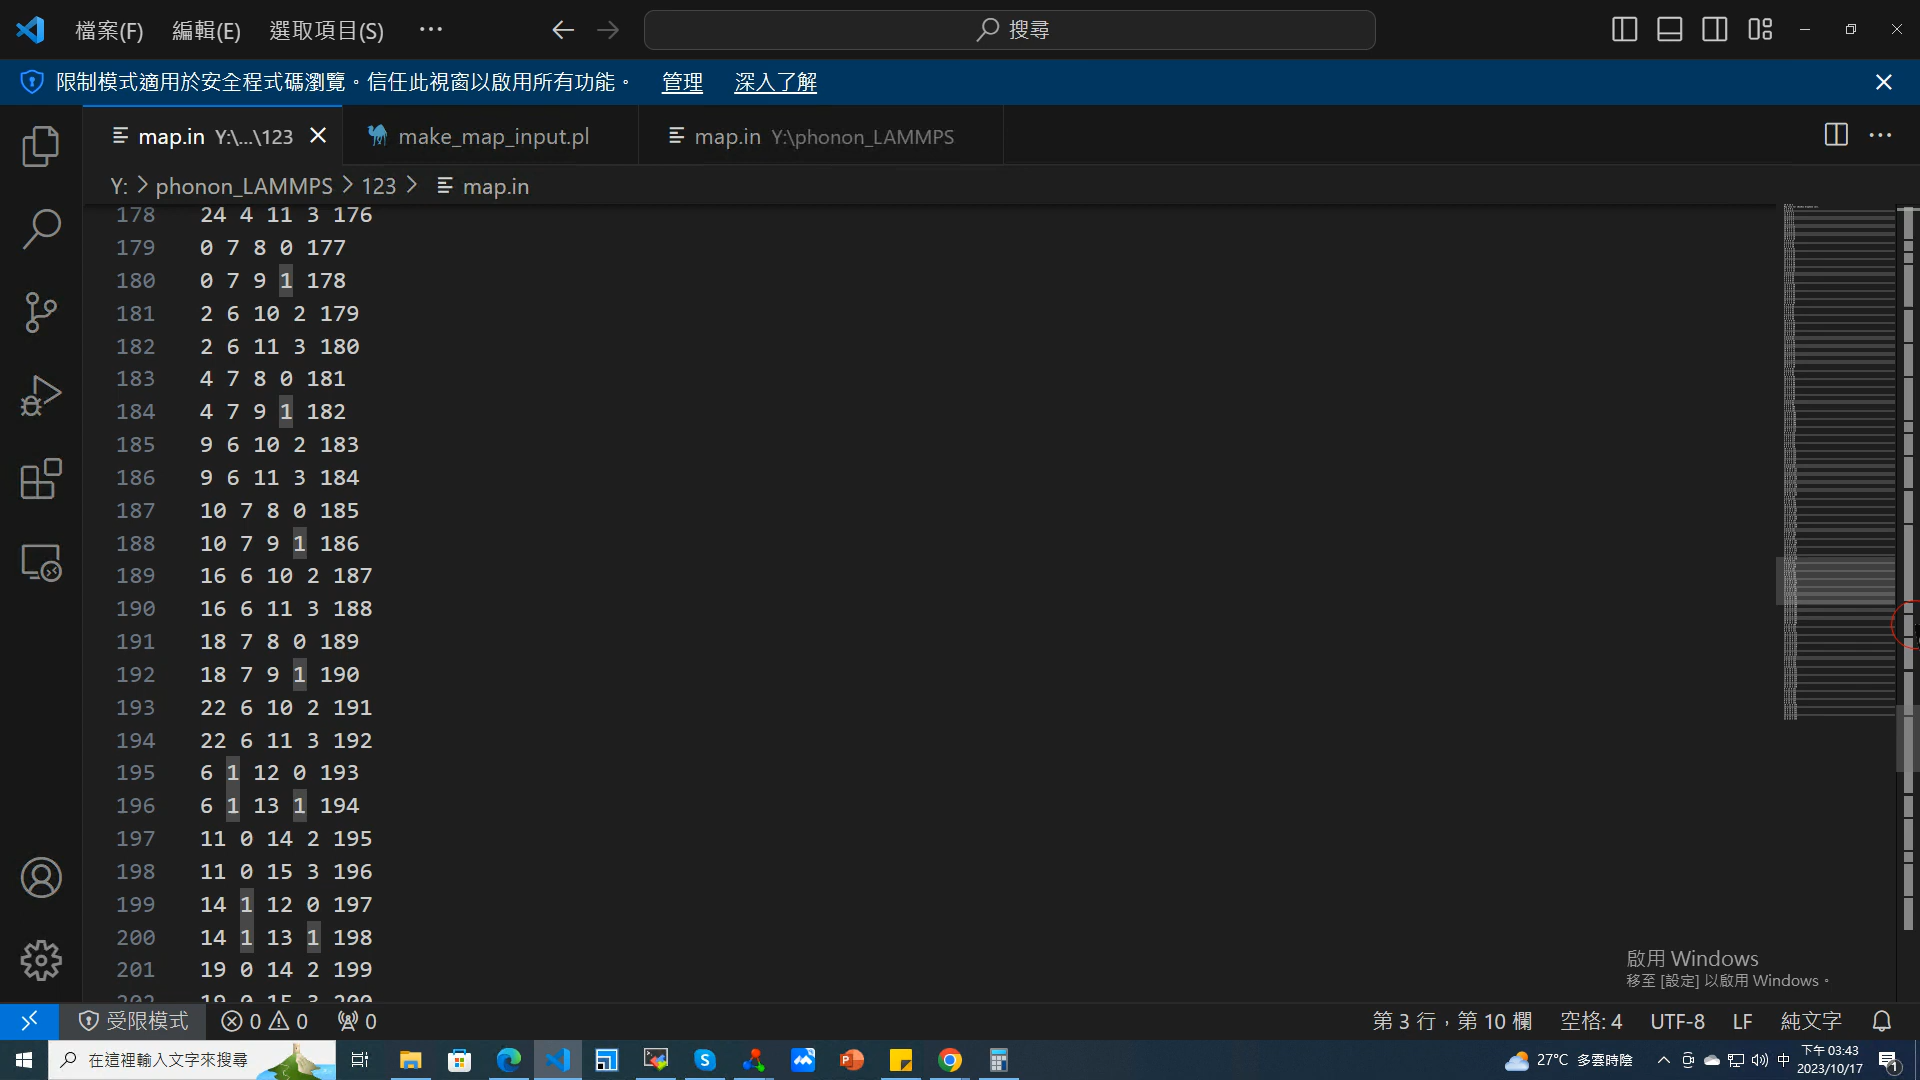 檔案(F) 編輯(E) 選取項目(S) ··· 搜尋
限制模式適用於安全程式碼瀏覽。信任此視窗以啟用所有功能。 管理 深入了解
map.in Y:\...\123 make_map_input.pl map.in Y:\phonon_LAMMPS
Y: > phonon_LAMMPS > 123 > map.in
178 24 4 11 3 176
179 0 7 8 0 177
180 0 7 9 1 178
181 2 6 10 2 179
182 2 6 11 3 180
183 4 7 8 0 181
184 4 7 9 1 182
185 9 6 10 2 183
186 9 6 11 3 184
187 10 7 8 0 185
188 10 7 9 1 186
189 16 6 10 2 187
190 16 6 11 3 188
191 18 7 8 0 189
192 18 7 9 1 190
193 22 6 10 2 191
194 22 6 11 3 192
195 6 1 12 0 193
196 6 1 13 1 194
197 11 0 14 2 195
198 11 0 15 3 196
199 14 1 12 0 197
200 14 1 13 1 198
201 19 0 14 2 199
202 19 0 15 3 200
啟用 Windows
移至 [設定] 以啟用 Windows。
受限模式 0 0 0 第 3 行，第 10 欄 空格: 4 UTF-8 LF 純文字
在這裡輸入文字來搜尋 27°C 多雲時陰 中 下午 03:43
2023/10/17 1